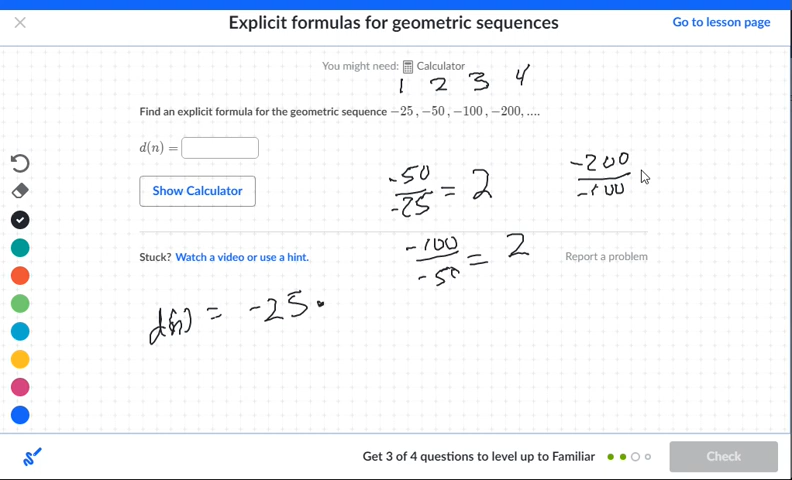 Explicit formulas for geometric sequences
Go to lesson page
You might need: Calculator
1 2 3 4
Find an explicit formula for the geometric sequence −25, −50, −100, −200, ....
d(n) =
Show Calculator
-50/-25 = 2
-200/-100
-100/-50 = 2
Stuck? Watch a video or use a hint.
Report a problem
d(n) = -25 ·
Get 3 of 4 questions to level up to Familiar
Check